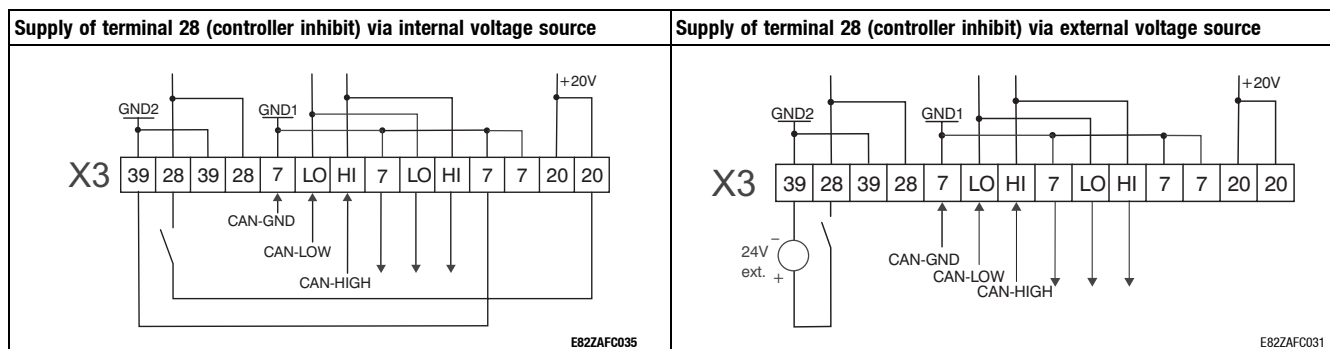 Supply of terminal 28 (controller inhibit) via internal voltage source
+20V
GND2
GND1
X3 39 28 39 28 7 LO HI 7 LO HI 7 7 20 20
CAN-GND
CAN-LOW
CAN-HIGH
E82ZAFC035
Supply of terminal 28 (controller inhibit) via external voltage source
+20V
GND2
GND1
X3 39 28 39 28 7 LO HI 7 LO HI 7 7 20 20
−
24V
ext.
+
CAN-GND
CAN-LOW
CAN-HIGH
E82ZAFC031